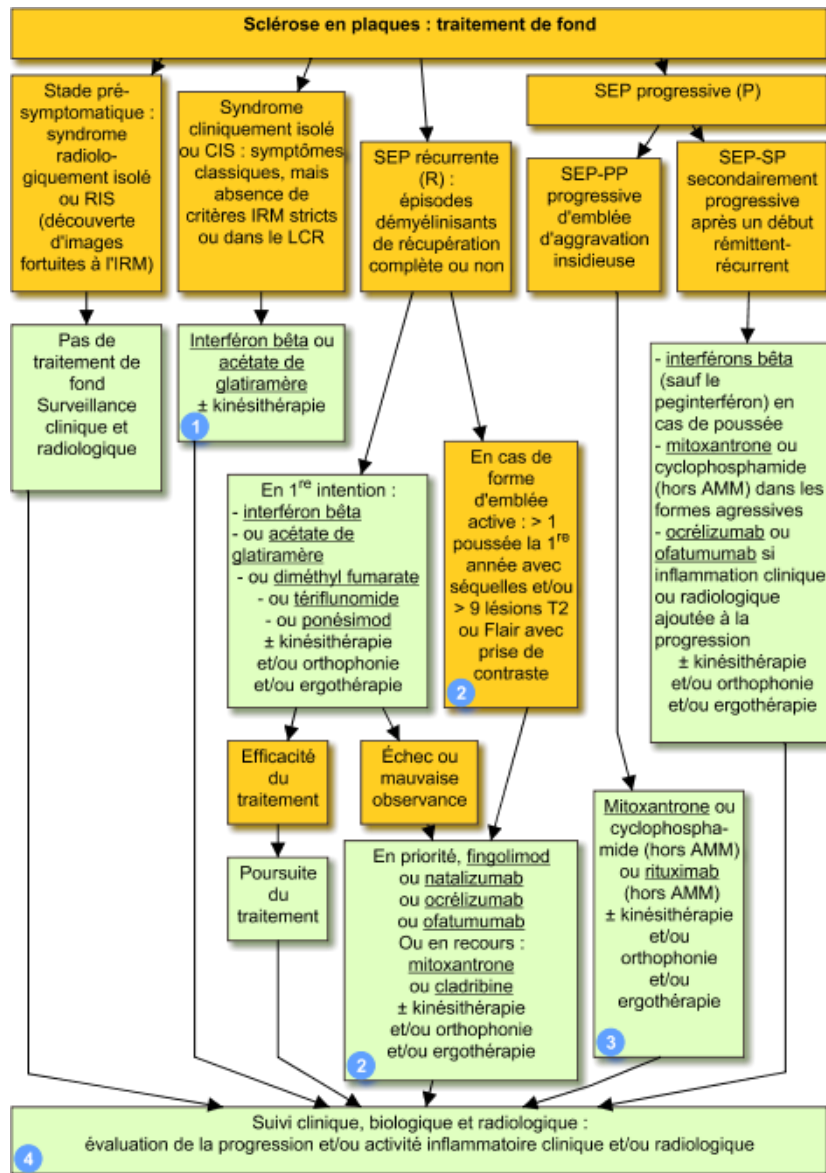 Sclérose en plaques : traitement de fond
Stade pré-
symptomatique :
syndrome
radiolo-
giquement isolé
ou RIS
(découverte
d'images
fortuites à l'IRM)
Syndrome
cliniquement isolé
ou CIS : symptômes
classiques, mais
absence de
critères IRM stricts
ou dans le LCR
SEP récurrente
(R) :
épisodes
démyélinisants
de récupération
complète ou non
SEP progressive (P)
SEP-PP
progressive
d'emblée
d'aggravation
insidieuse
SEP-SP
secondairement
progressive
après un début
rémittent-
récurrent
Pas de
traitement de
fond
Surveillance
clinique et
radiologique
Interféron bêta ou
acétate de
glatiramère
± kinésithérapie
1
- interférons bêta
(sauf le
peginterféron) en
cas de poussée
- mitoxantrone ou
cyclophosphamide
(hors AMM) dans les
formes agressives
- ocrélizumab ou
ofatumumab si
inflammation clinique
ou radiologique
ajoutée à la
progression
± kinésithérapie
et/ou orthophonie
et/ou ergothérapie
En 1re intention :
- interféron bêta
- ou acétate de
glatiramère
- ou diméthyl fumarate
- ou tériflunomide
- ou ponésimod
± kinésithérapie
et/ou orthophonie
et/ou ergothérapie
En cas de
forme
d'emblée
active : > 1
poussée la 1re
année avec
séquelles et/ou
> 9 lésions T2
ou Flair avec
prise de
contraste
2
Efficacité
du
traitement
Échec ou
mauvaise
observance
Poursuite
du
traitement
En priorité, fingolimod
ou natalizumab
ou ocrélizumab
ou ofatumumab
Ou en recours :
mitoxantrone
ou cladribine
± kinésithérapie
et/ou orthophonie
et/ou ergothérapie
2
Mitoxantrone ou
cyclophospha-
mide (hors AMM)
ou rituximab
(hors AMM)
± kinésithérapie
et/ou
orthophonie
et/ou
ergothérapie
3
Suivi clinique, biologique et radiologique :
évaluation de la progression et/ou activité inflammatoire clinique et/ou radiologique
4